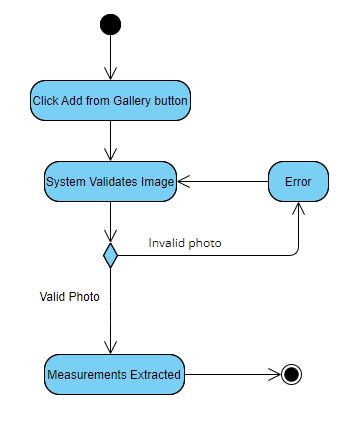 Click Add from Gallery button
System Validates Image
Error
Invalid photo
Valid Photo
Measurements Extracted